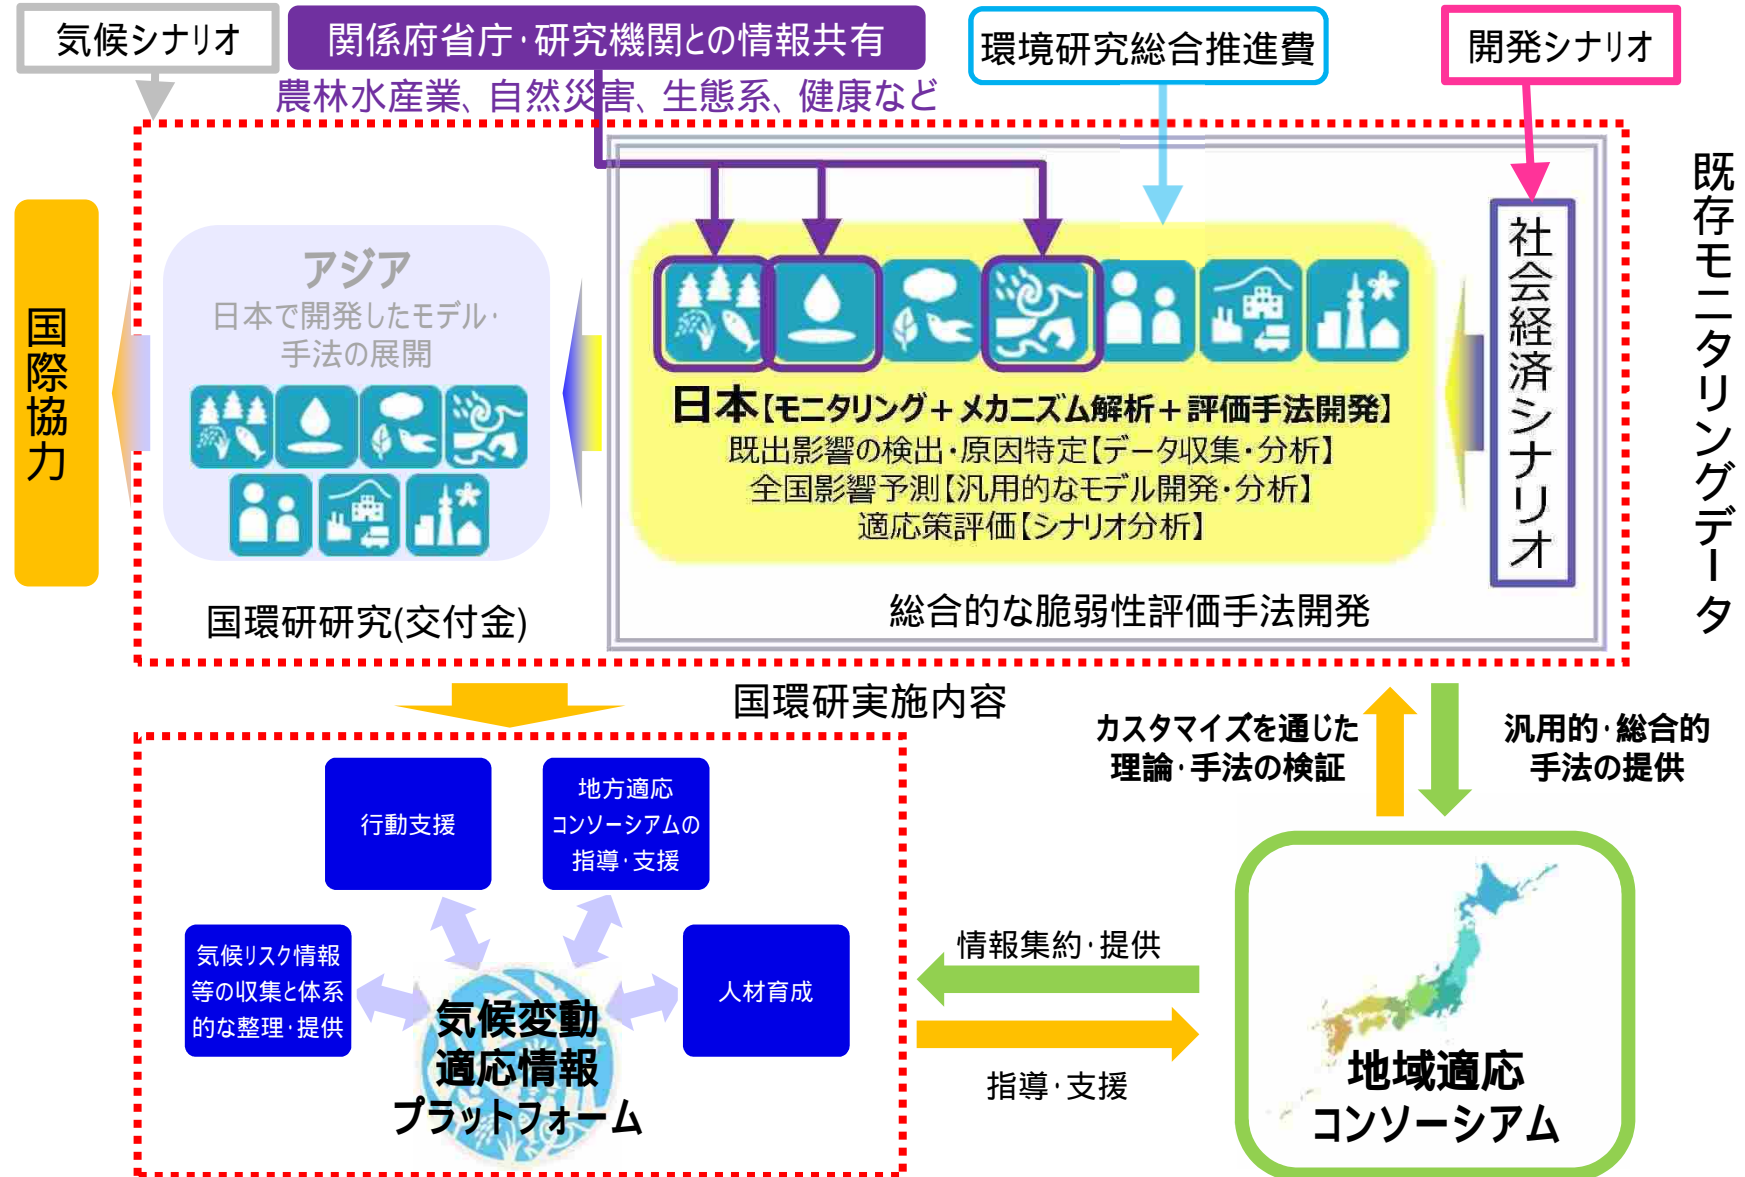 気候シナリオ
関係府省庁・研究機関との情報共有
環境研究総合推進費
開発シナリオ
農林水産業、自然災害、生態系、健康など
既存モニタリングデータ
国際協力
アジア
日本で開発したモデル・
手法の展開
社会経済シナリオ
日本【モニタリング＋メカニズム解析＋評価手法開発】
既出影響の検出・原因特定【データ収集・分析】
全国影響予測【汎用的なモデル開発・分析】
適応策評価【シナリオ分析】
国環研研究(交付金)
総合的な脆弱性評価手法開発
国環研実施内容
カスタマイズを通じた
理論・手法の検証
汎用的・総合的
手法の提供
行動支援
地方適応
コンソーシアムの
指導・支援
気候リスク情報
等の収集と体系
的な整理・提供
人材育成
気候変動
適応情報
プラットフォーム
情報集約・提供
指導・支援
地域適応
コンソーシアム